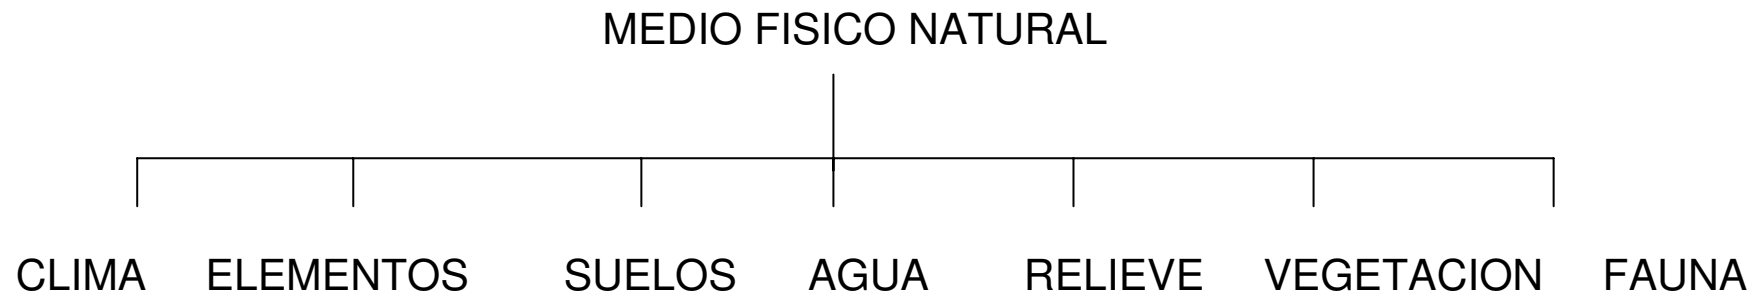 MEDIO FISICO NATURAL
CLIMA ELEMENTOS SUELOS AGUA RELIEVE VEGETACION FAUNA